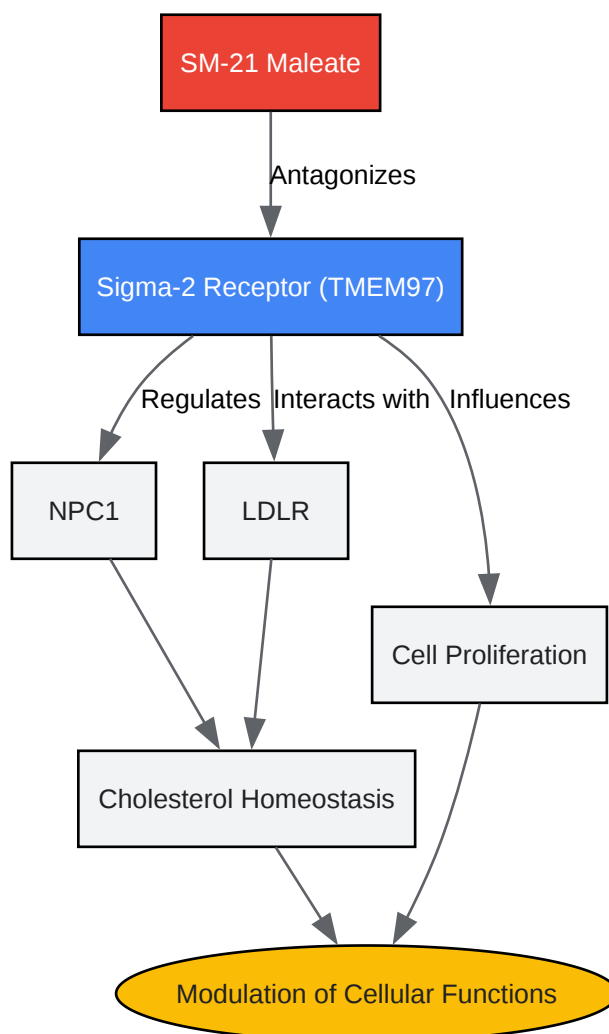 SM-21 Maleate
Antagonizes
Sigma-2 Receptor (TMEM97)
Regulates
Interacts with
Influences
NPC1
LDLR
Cell Proliferation
Cholesterol Homeostasis
Modulation of Cellular Functions